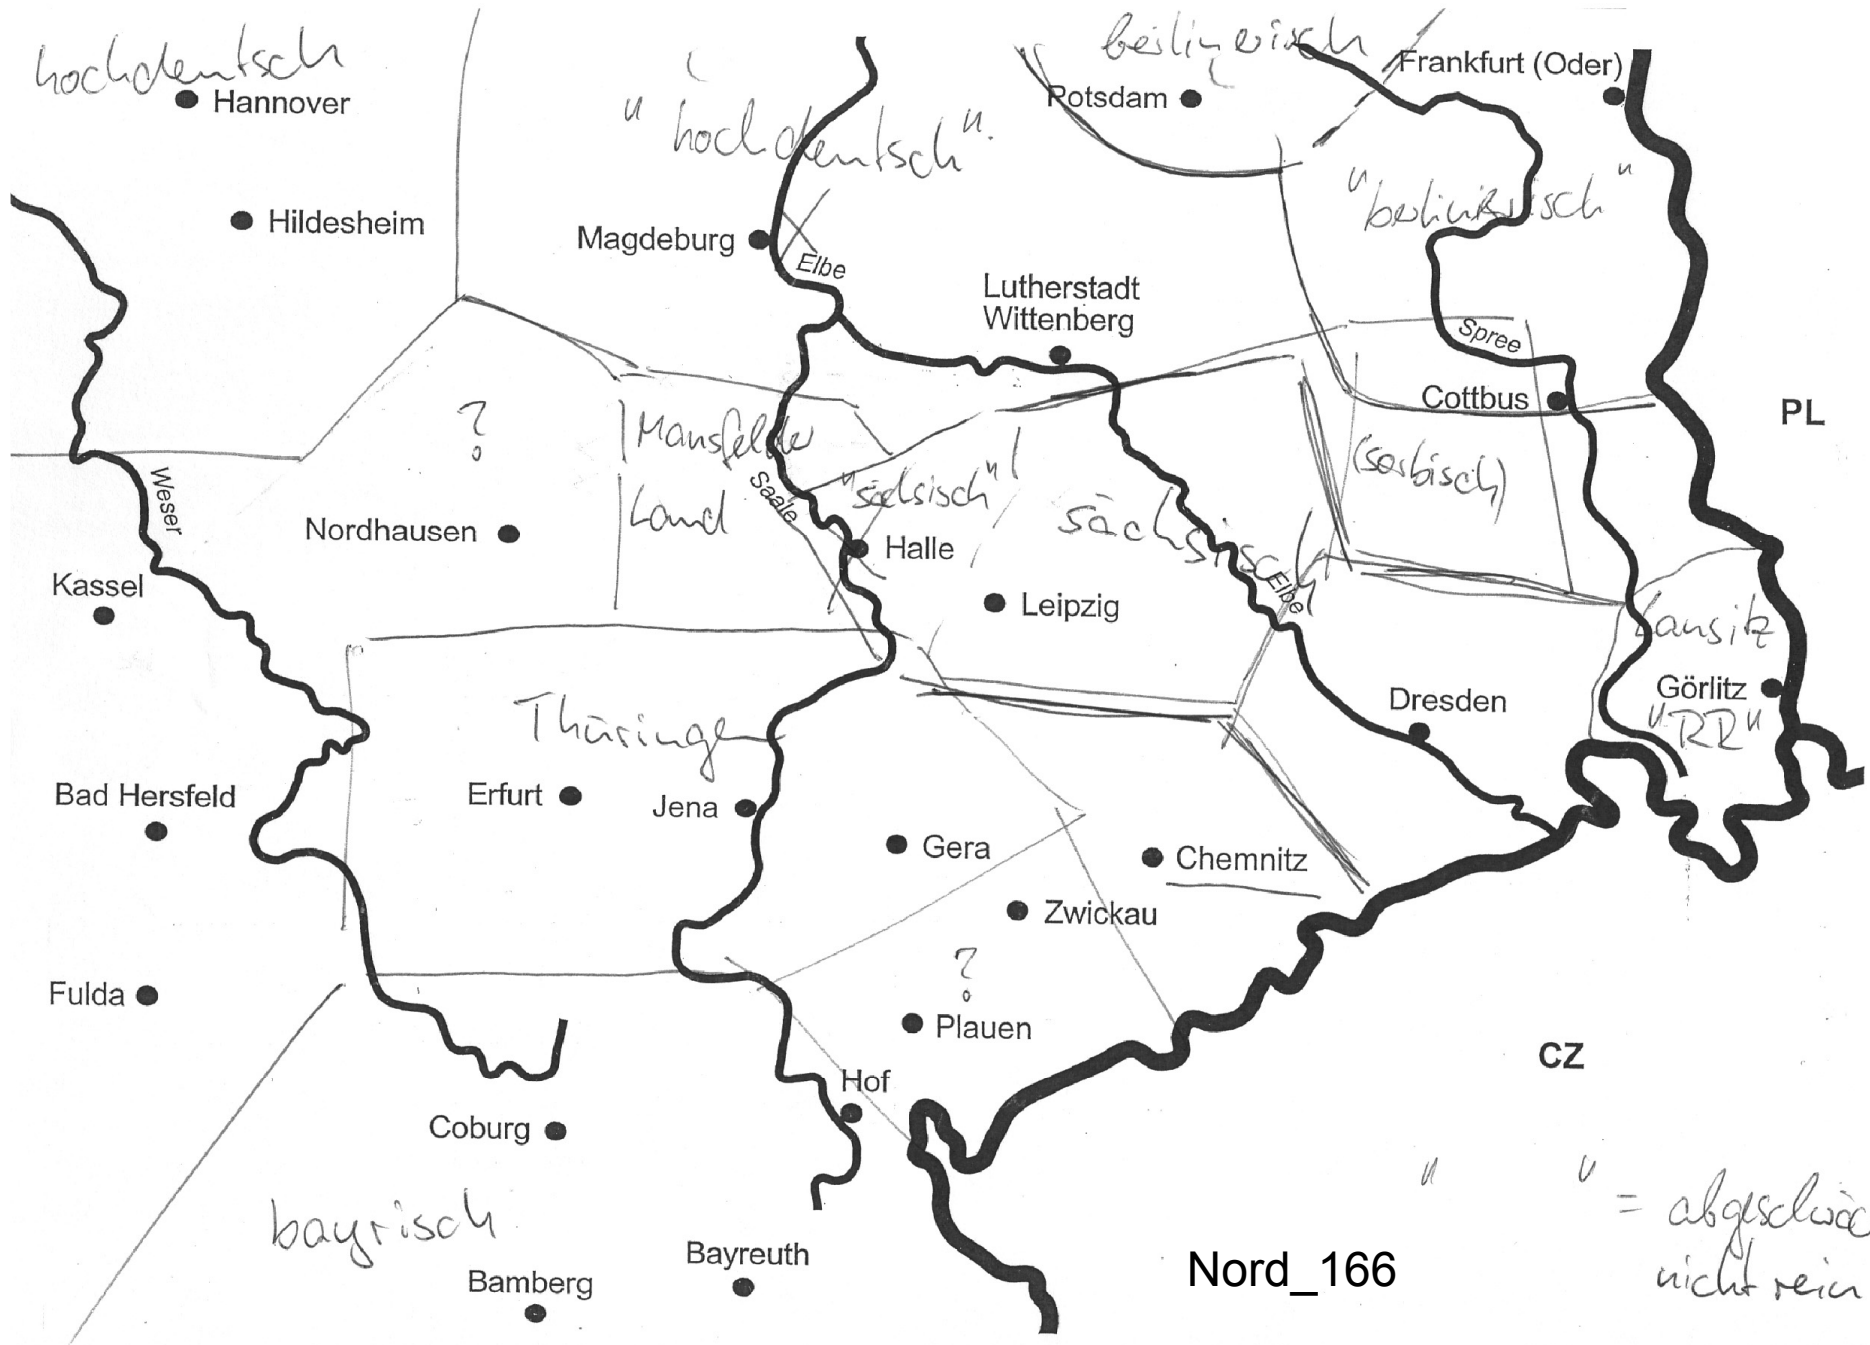 hochdeutsch
berlinerisch
Frankfurt (Oder)
Hannover
Potsdam
" hochdeutsch ".
" berlinerisch "
Hildesheim
Magdeburg
Elbe
Lutherstadt
Wittenberg
Spree
Cottbus
PL
?
Mansfelder
Land
Weser
Saale
"sächsisch"
sächsisch
(sorbisch)
Nordhausen
Halle
Kassel
Leipzig
Elbe
Lausitz
Görlitz
"RR"
Thüringen
Dresden
Bad Hersfeld
Erfurt
Jena
Gera
Chemnitz
Zwickau
?
Fulda
Plauen
CZ
Hof
Coburg
bayrisch
" " =
nicht rein
Bayreuth
Bamberg
Nord_166